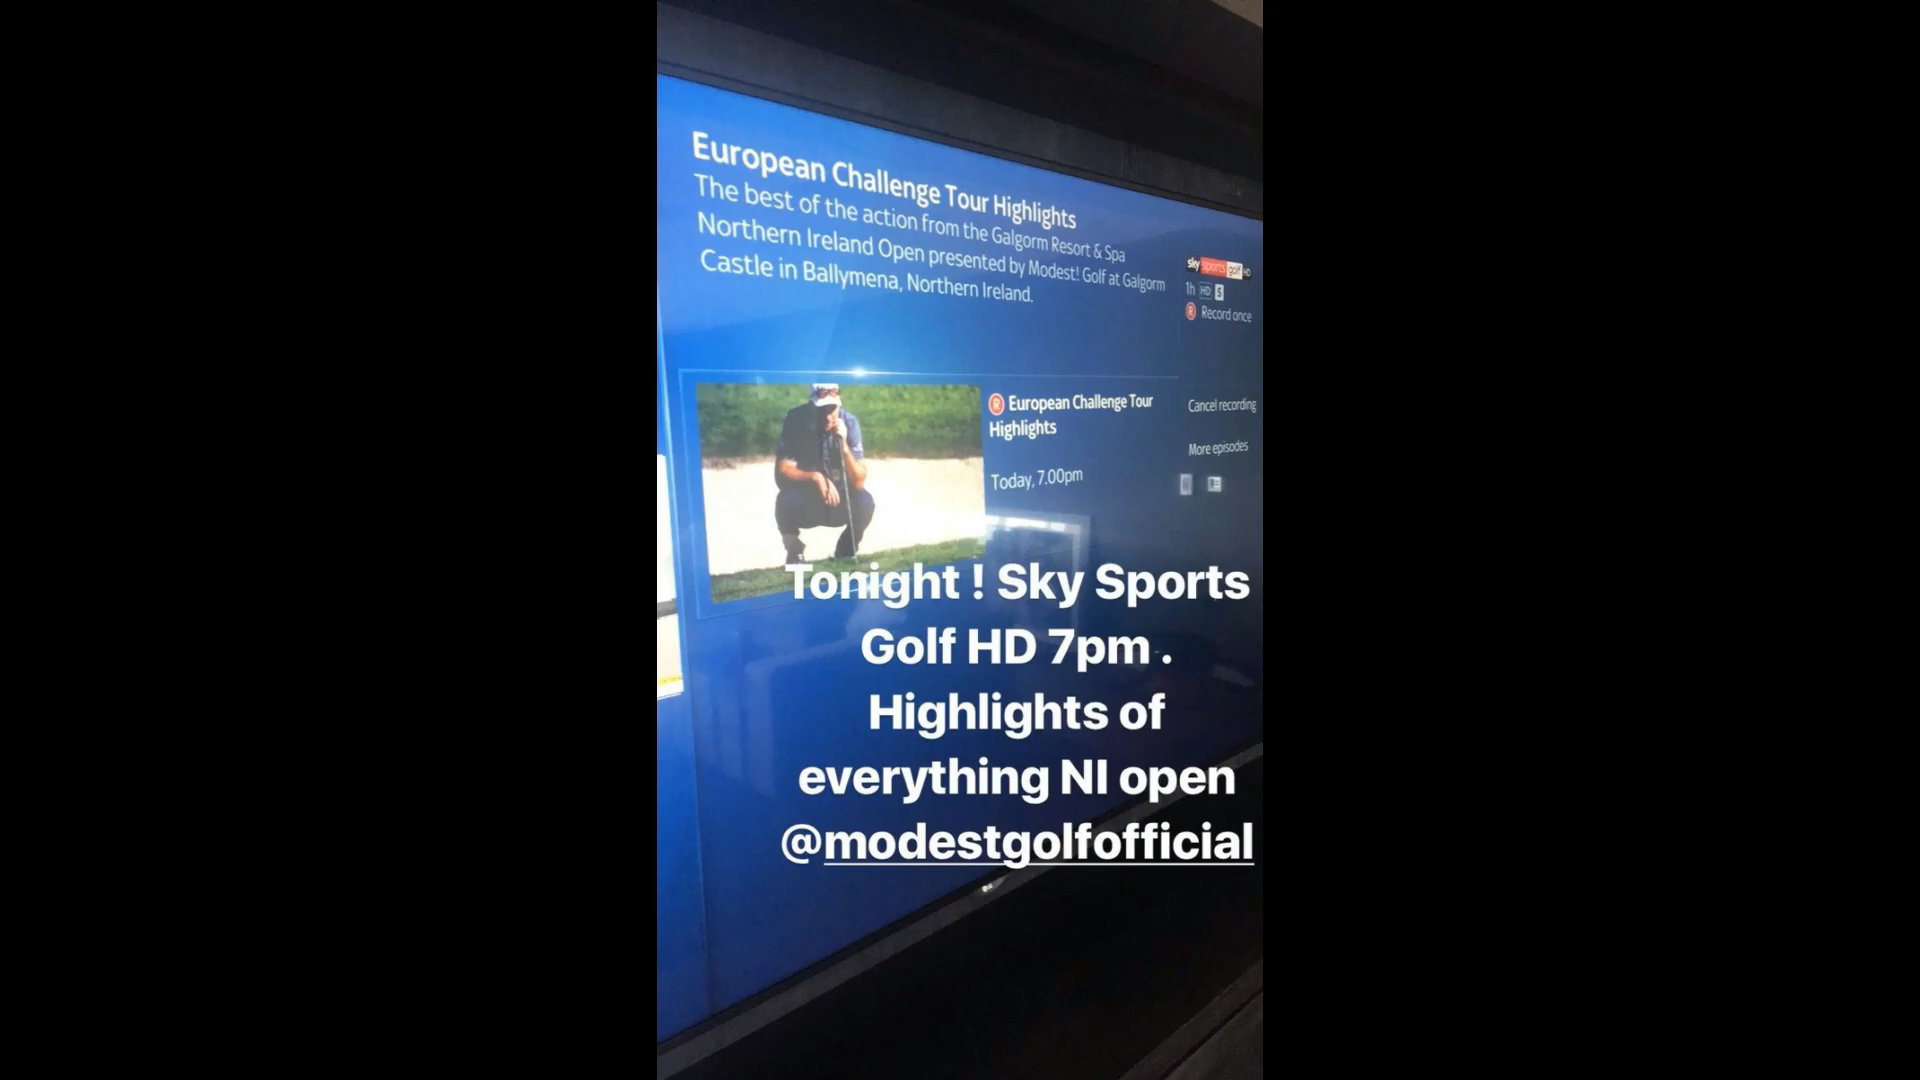 European Challenge Tour Highlights
The best of the action from the Galgorm Resort & Spa
Northern Ireland Open presented by Modest! Golf at Galgorm
Castle in Ballymena, Northern Ireland.
sky sports golf HD
1h HD S
R Record once
R European Challenge Tour
Highlights
Today, 7.00pm
Cancel recording
More episodes
Tonight ! Sky Sports
Golf HD 7pm .
Highlights of
everything NI open
@modestgolfofficial
LG